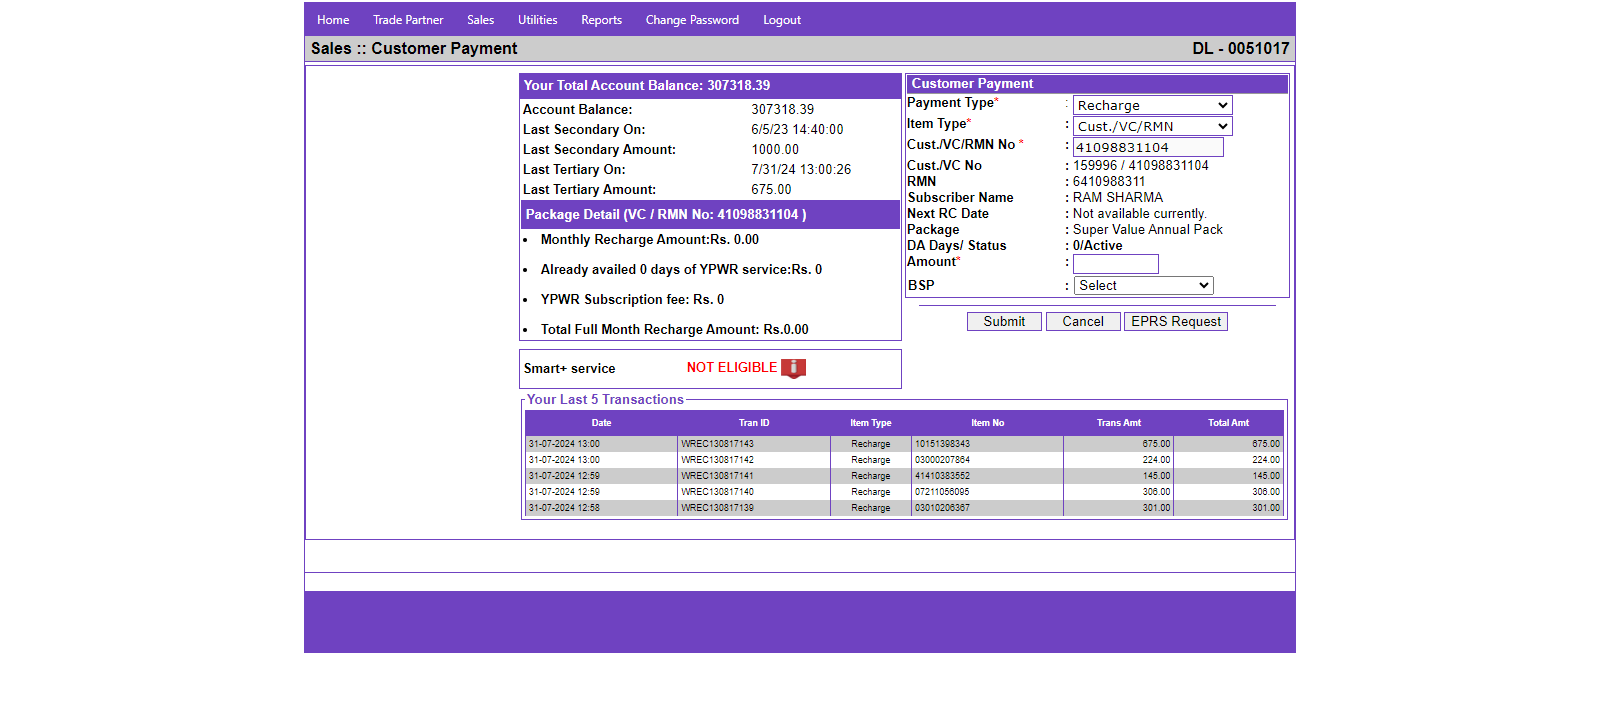 Home Trade Partner Sales Utilities Reports Change Password Logout
Sales :: Customer Payment DL - 0051017
Your Total Account Balance: 307318.39
Account Balance: 307318.39
Last Secondary On: 6/5/23 14:40:00
Last Secondary Amount: 1000.00
Last Tertiary On: 7/31/24 13:00:26
Last Tertiary Amount: 675.00
Package Detail (VC / RMN No: 41098831104 )
• Monthly Recharge Amount:Rs. 0.00
• Already availed 0 days of YPWR service:Rs. 0
• YPWR Subscription fee: Rs. 0
• Total Full Month Recharge Amount: Rs.0.00
Smart+ service NOT ELIGIBLE i
Customer Payment
Payment Type* : Recharge
Item Type* : Cust./VC/RMN
Cust./VC/RMN No * : 41098831104
Cust./VC No : 159996 / 41098831104
RMN : 6410988311
Subscriber Name : RAM SHARMA
Next RC Date : Not available currently.
Package : Super Value Annual Pack
DA Days/ Status : 0/Active
Amount* :
BSP : Select
Submit Cancel EPRS Request
Your Last 5 Transactions
Date Tran ID Item Type Item No Trans Amt Total Amt
31-07-2024 13:00 WREC130817143 Recharge 10151398343 675.00 675.00
31-07-2024 13:00 WREC130817142 Recharge 03000207864 224.00 224.00
31-07-2024 12:59 WREC130817141 Recharge 41410383552 145.00 145.00
31-07-2024 12:59 WREC130817140 Recharge 07211056095 306.00 306.00
31-07-2024 12:58 WREC130817139 Recharge 03010206367 301.00 301.00